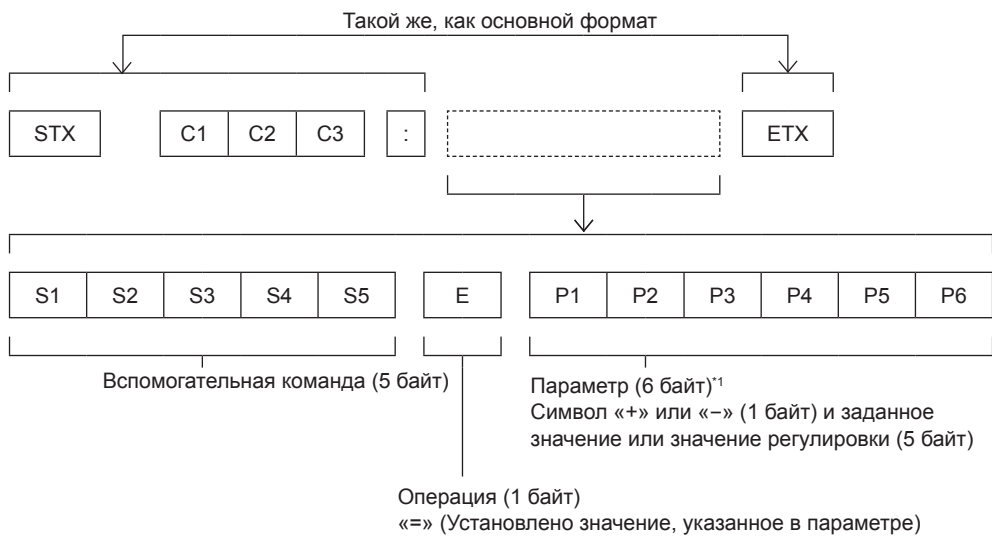 Такой же, как основной формат
STX C1 C2 C3 : ETX
S1 S2 S3 S4 S5 E P1 P2 P3 P4 P5 P6
Вспомогательная команда (5 байт)
Параметр (6 байт)*1
Символ «+» или «−» (1 байт) и заданное
значение или значение регулировки (5 байт)
Операция (1 байт)
«=» (Установлено значение, указанное в параметре)